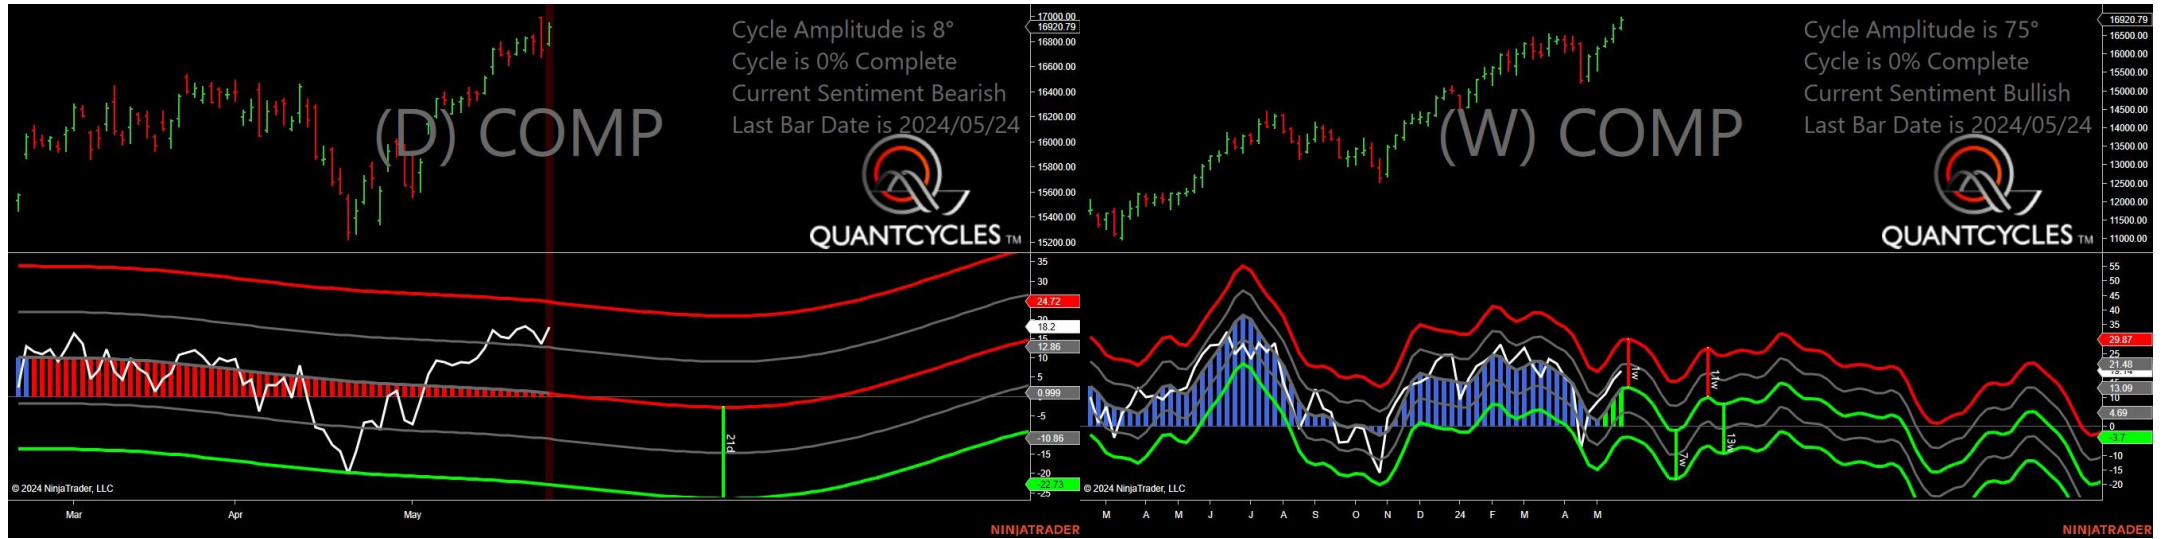 Cycle Amplitude is 8°
Cycle is 0% Complete
Current Sentiment Bearish
Last Bar Date is 2024/05/24
(D) COMP
QUANTCYCLES TM
17000.00
16920.79
16800.00
16600.00
16400.00
16200.00
16000.00
15800.00
15600.00
15400.00
15200.00
35
30
24.72
20
18.2
15
12.86
10
5
0.999
-5
-10.86
-15
-20
-22.73
-25
21d
© 2024 NinjaTrader, LLC
Mar Apr May
NINJATRADER
Cycle Amplitude is 75°
Cycle is 0% Complete
Current Sentiment Bullish
Last Bar Date is 2024/05/24
(W) COMP
QUANTCYCLES TM
16920.79
16500.00
16000.00
15500.00
15000.00
14500.00
14000.00
13500.00
13000.00
12500.00
12000.00
11500.00
11000.00
55
50
45
40
35
29.87
25
21.48
13.09
4.69
0
-3.7
-10
-15
-20
11w
7w
13w
© 2024 NinjaTrader, LLC
M A M J J A S O N D 24 F M A M
NINJATRADER